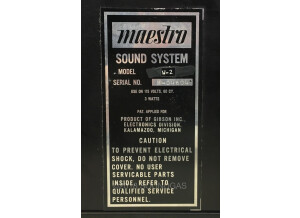 maestro
SOUND SYSTEM
MODEL W-2
SERIAL NO.
USE ON 115 VOLTS, 60 CY.
3 WATTS
PAT. APPLIED FOR
PRODUCT OF GIBSON INC.
ELECTRONICS DIVISION,
KALAMAZOO, MICHIGAN
CAUTION
TO PREVENT ELECTRICAL
SHOCK, DO NOT REMOVE
COVER. NO USER
SERVICABLE PARTS
INSIDE. REFER TO
QUALIFIED SERVICE
PERSONNEL.